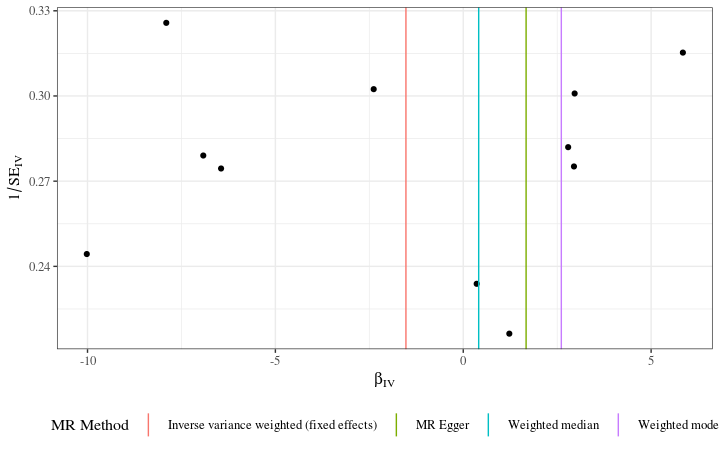 0.33
0.30
0.27
0.24
1/SE_IV
-10 -5 0 5
β_IV
MR Method Inverse variance weighted (fixed effects) MR Egger Weighted median Weighted mode